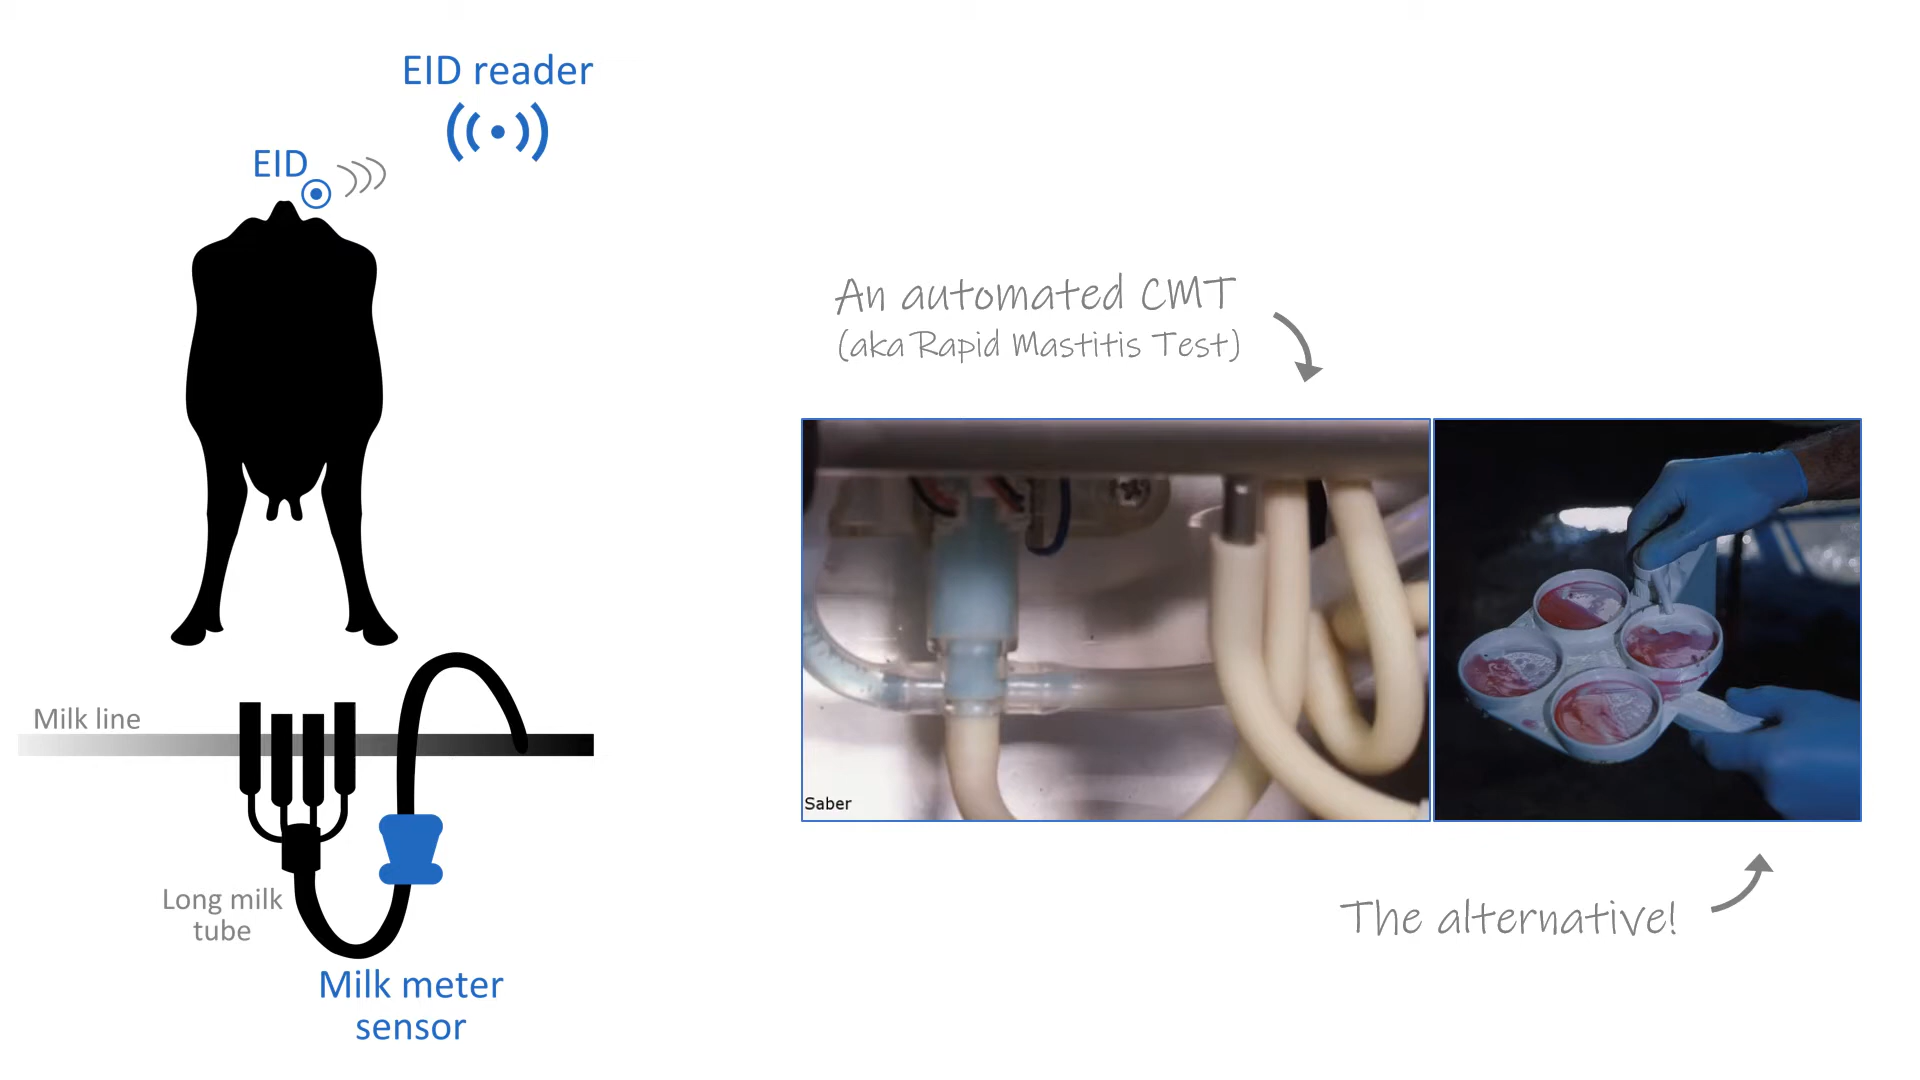 EID reader
EID
Milk line
Long milk
tube
Milk meter
sensor
An automated CMT
(aka Rapid Mastitis Test)
Saber
The alternative!